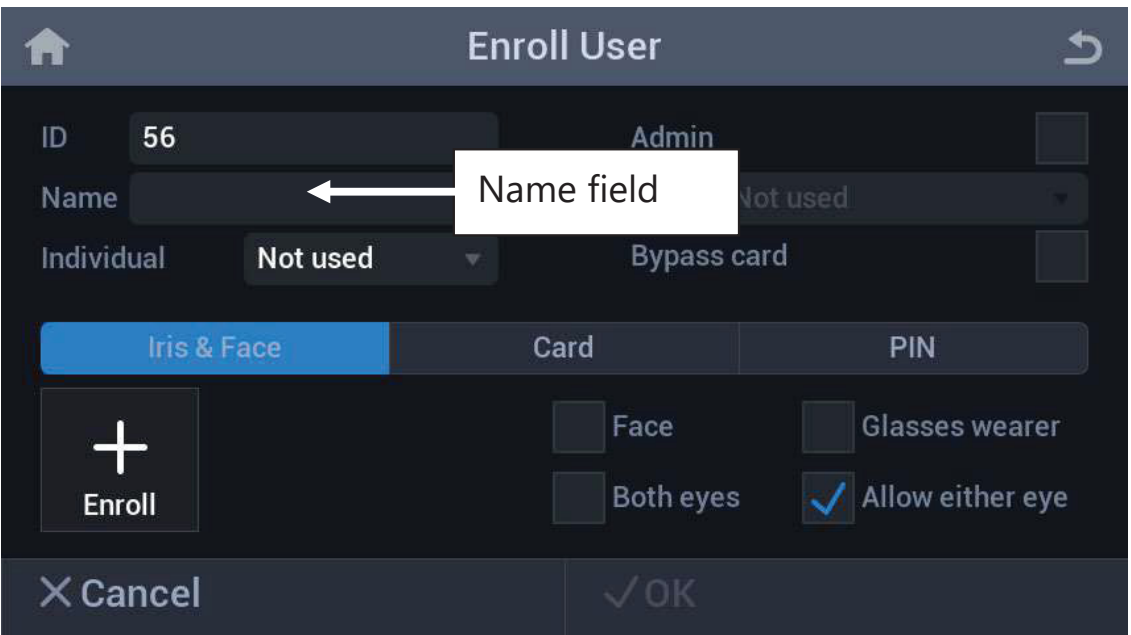 Enroll User
ID 56 Admin
Name Name field Not used
Individual Not used Bypass card
Iris & Face Card PIN
Face Glasses wearer
Enroll Both eyes Allow either eye
Cancel OK